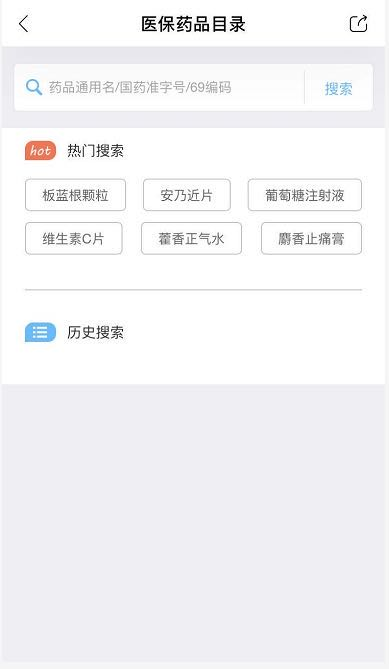 医保药品目录
药品通用名/国药准字号/69编码 搜索
hot 热门搜索
板蓝根颗粒 安乃近片 葡萄糖注射液
维生素C片 藿香正气水 麝香止痛膏
历史搜索